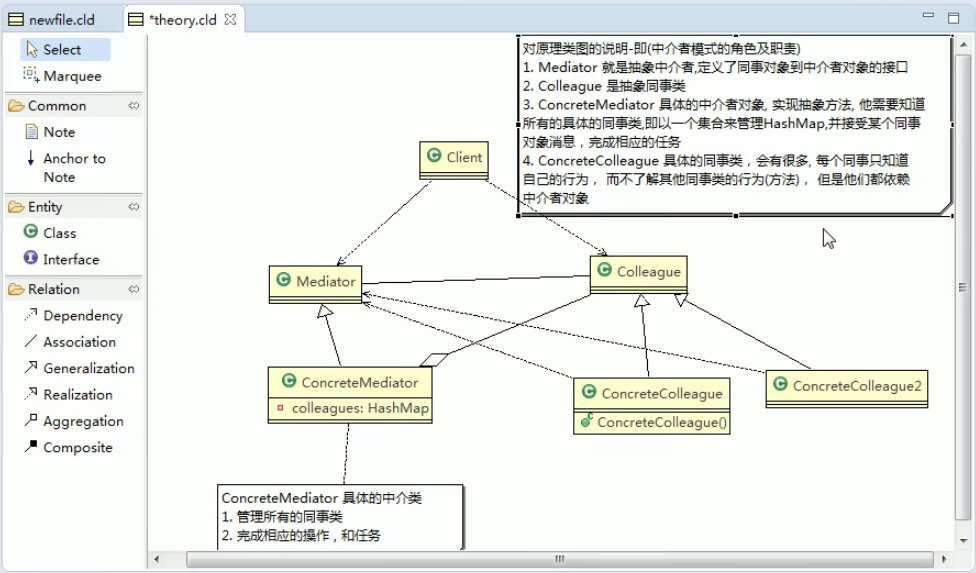 newfile.cld
*theory.cld
Select
Marquee
Common
Note
Anchor to
Note
Entity
Class
Interface
Relation
Dependency
Association
Generalization
Realization
Aggregation
Composite
对原理类图的说明-即(中介者模式的角色及职责)
1. Mediator 就是抽象中介者,定义了同事对象到中介者对象的接口
2. Colleague 是抽象同事类
3. ConcreteMediator 具体的中介者对象, 实现抽象方法, 他需要知道
所有的具体的同事类,即以一个集合来管理HashMap,并接受某个同事
对象消息，完成相应的任务
4. ConcreteColleague 具体的同事类，会有很多, 每个同事只知道
自己的行为， 而不了解其他同事类的行为(方法)， 但是他们都依赖
中介者对象
Client
Mediator
Colleague
ConcreteMediator
colleagues: HashMap
ConcreteColleague
ConcreteColleague()
ConcreteColleague2
ConcreteMediator 具体的中介类
1. 管理所有的同事类
2. 完成相应的操作，和任务